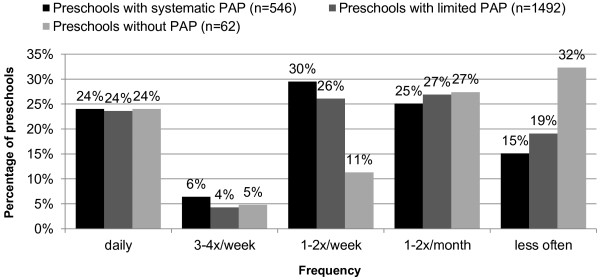 Preschools with systematic PAP (n=546) Preschools with limited PAP (n=1492)
Preschools without PAP (n=62)
Percentage of preschools
35%
30%
25%
20%
15%
10%
5%
0%
24% 24% 24%
6% 4% 5%
30% 26% 11%
25% 27% 27%
15% 19% 32%
daily 3-4x/week 1-2x/week 1-2x/month less often
Frequency